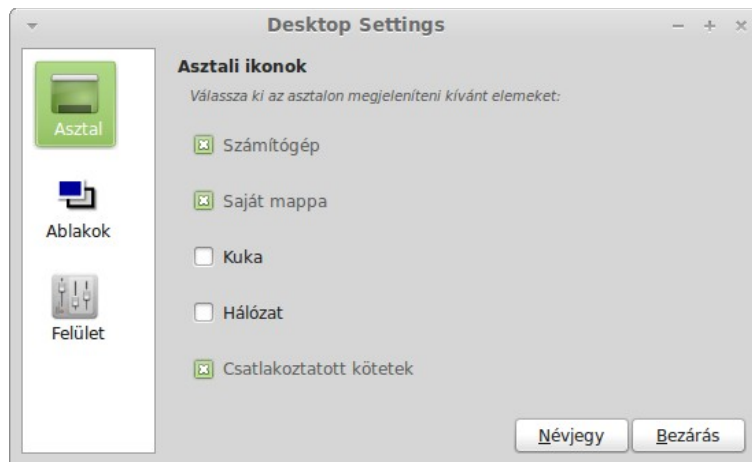 Desktop Settings
Asztal
Ablakok
Felület
Asztali ikonok
Válassza ki az asztalon megjeleníteni kívánt elemeket:
Számítógép
Saját mappa
Kuka
Hálózat
Csatlakoztatott kötetek
Névjegy
Bezárás